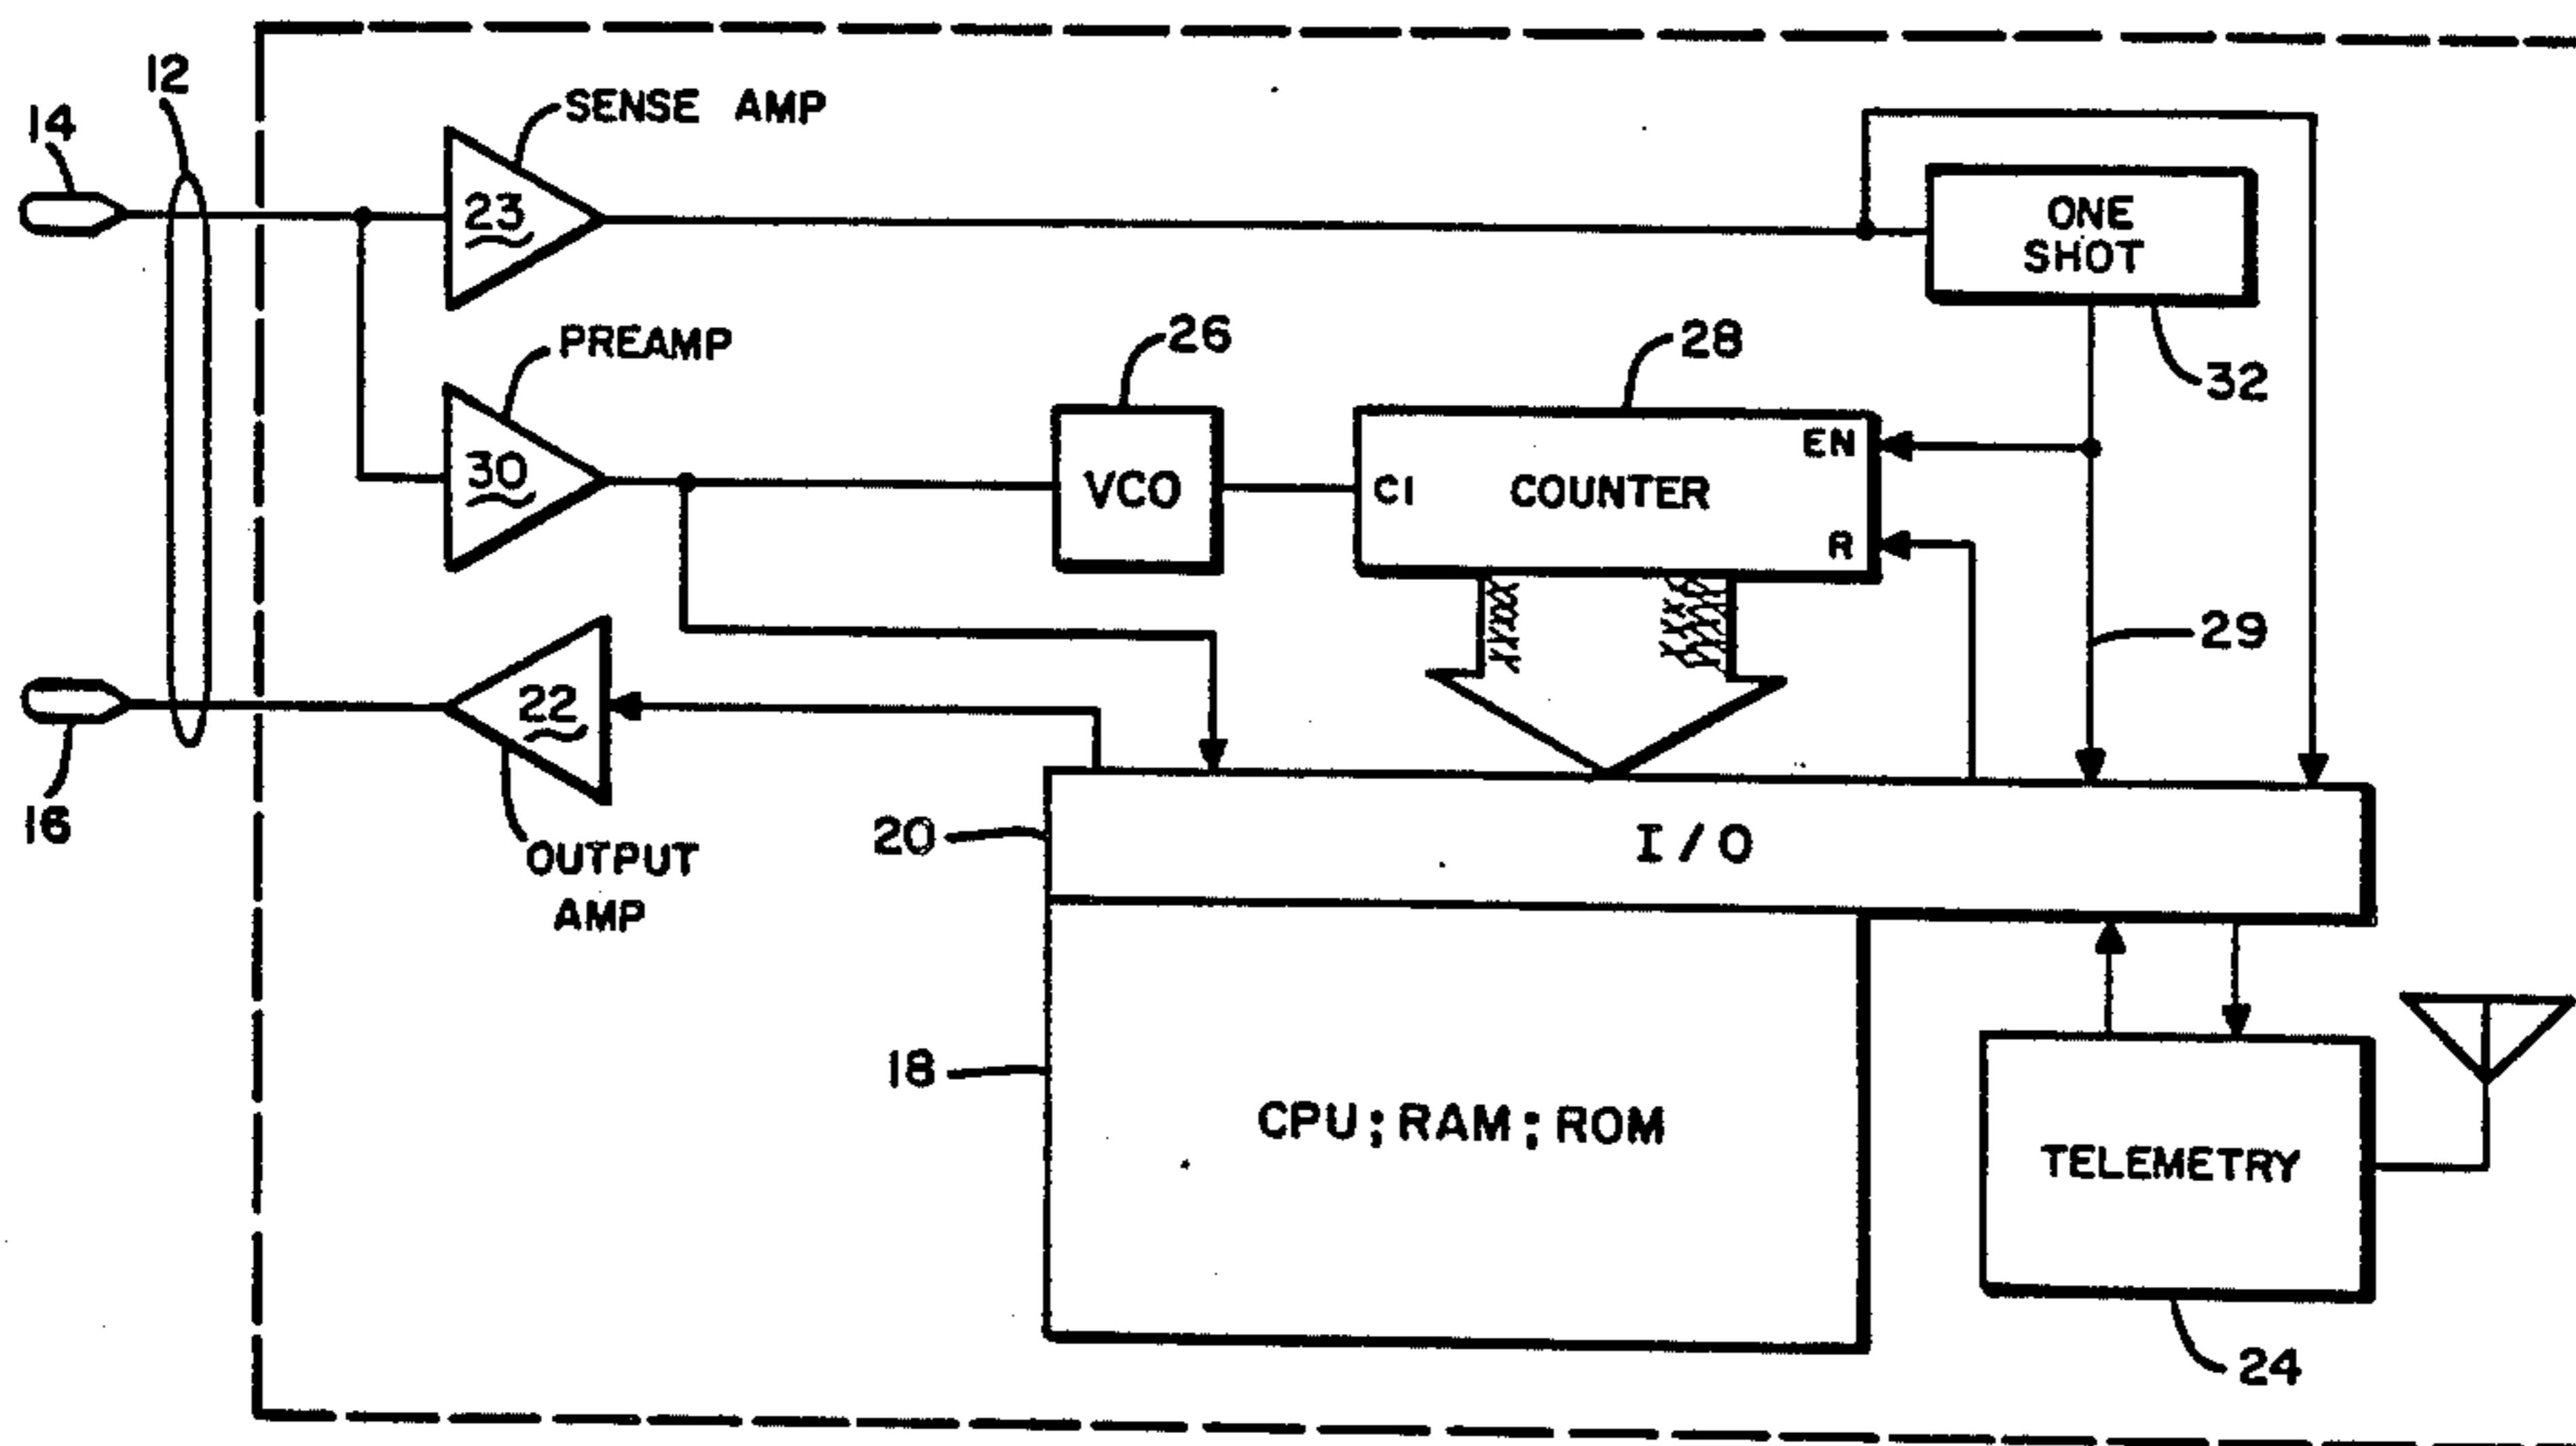 12
14
SENSE AMP
23
ONE
SHOT
32
PREAMP
30
26
VCO
28
CI COUNTER EN
R
29
16
22
OUTPUT
AMP
20
I/O
18
CPU; RAM; ROM
TELEMETRY
24